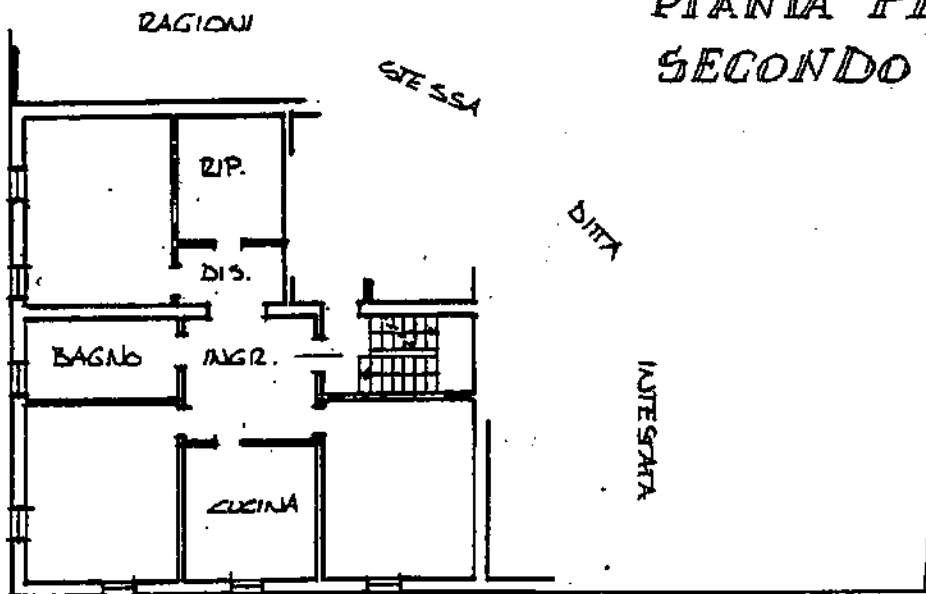 RAGIONI
PIANTA PI
SECONDO
STESSA
RIP.
DITTA
DIS.
BAGNO
INGR.
INTESTATA
CUCINA